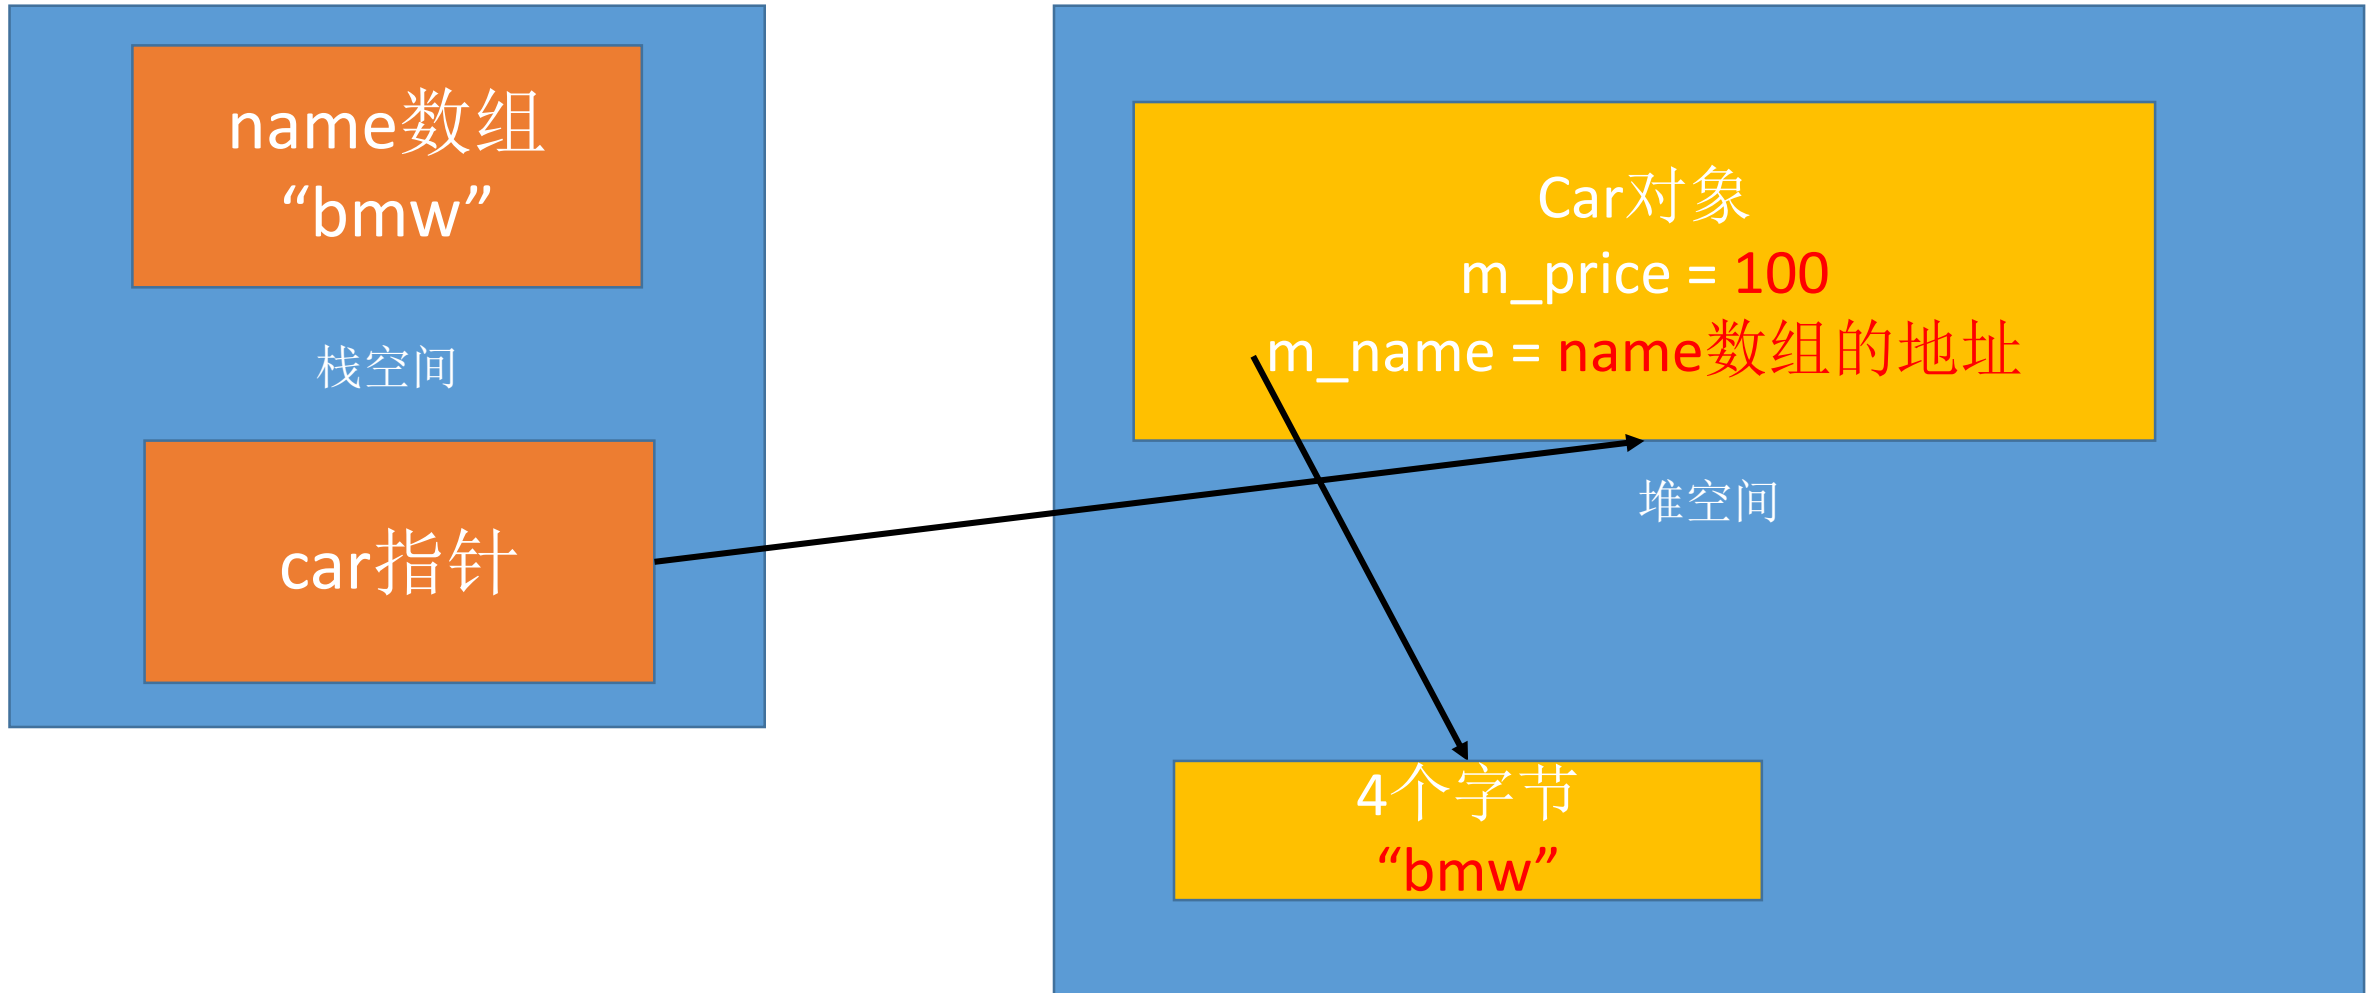 name数组
“bmw”
栈空间
car指针
Car对象
m_price = 100
m_name = name数组的地址
堆空间
4个字节
“bmw”